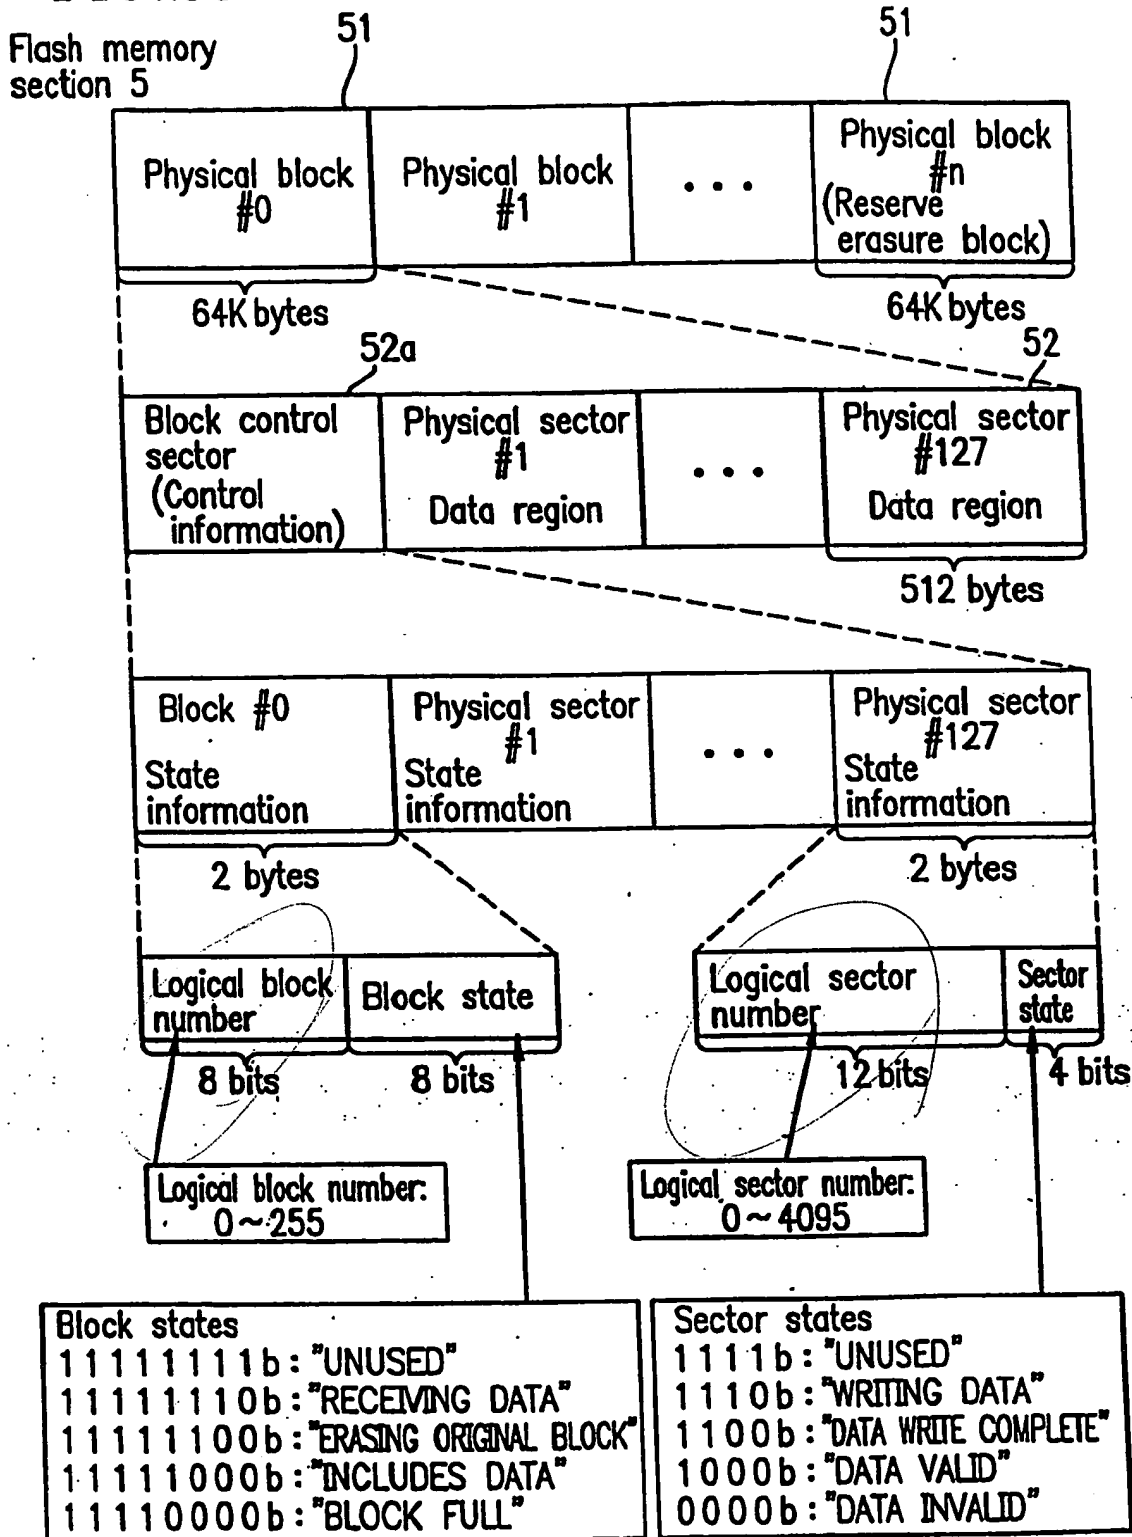 51
51
Flash memory
section 5
Physical block
#0
Physical block
#1
• • •
Physical block
#n
(Reserve
erasure block)
64K bytes
64K bytes
52a
52
Block control
sector
(Control
information)
Physical sector
#1
Data region
• • •
Physical sector
#127
Data region
512 bytes
Block #0
State
information
Physical sector
#1
State
information
• • •
Physical sector
#127
State
information
2 bytes
2 bytes
Logical block
number
Block state
Logical sector
number
Sector
state
8 bits
8 bits
12 bits
4 bits
Logical block number:
0~255
Logical sector number:
0~4095
Block states
11111111b:"UNUSED"
11111110b:"RECEIVING DATA"
11111100b:"ERASING ORIGINAL BLOCK"
11111000b:"INCLUDES DATA"
11110000b:"BLOCK FULL"
Sector states
1111b:"UNUSED"
1110b:"WRITING DATA"
1100b:"DATA WRITE COMPLETE"
1000b:"DATA VALID"
0000b:"DATA INVALID"